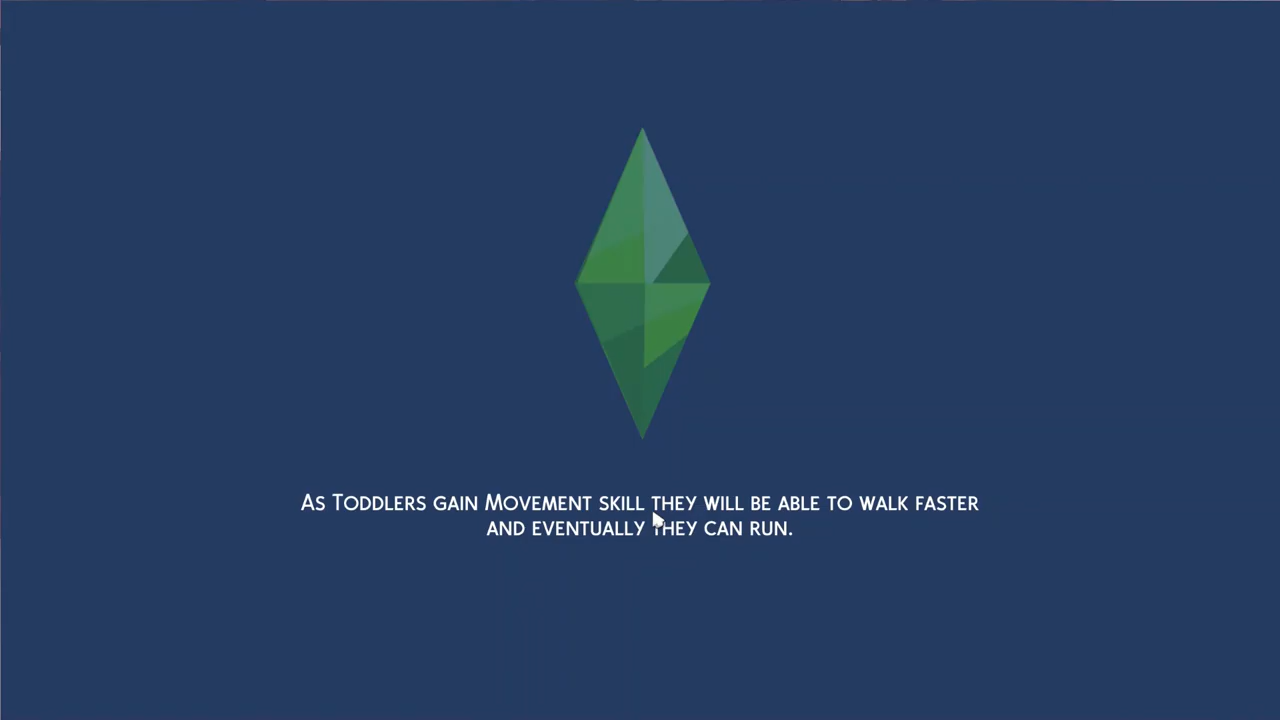 As Toddlers gain Movement skill they will be able to walk faster
and eventually they can run.